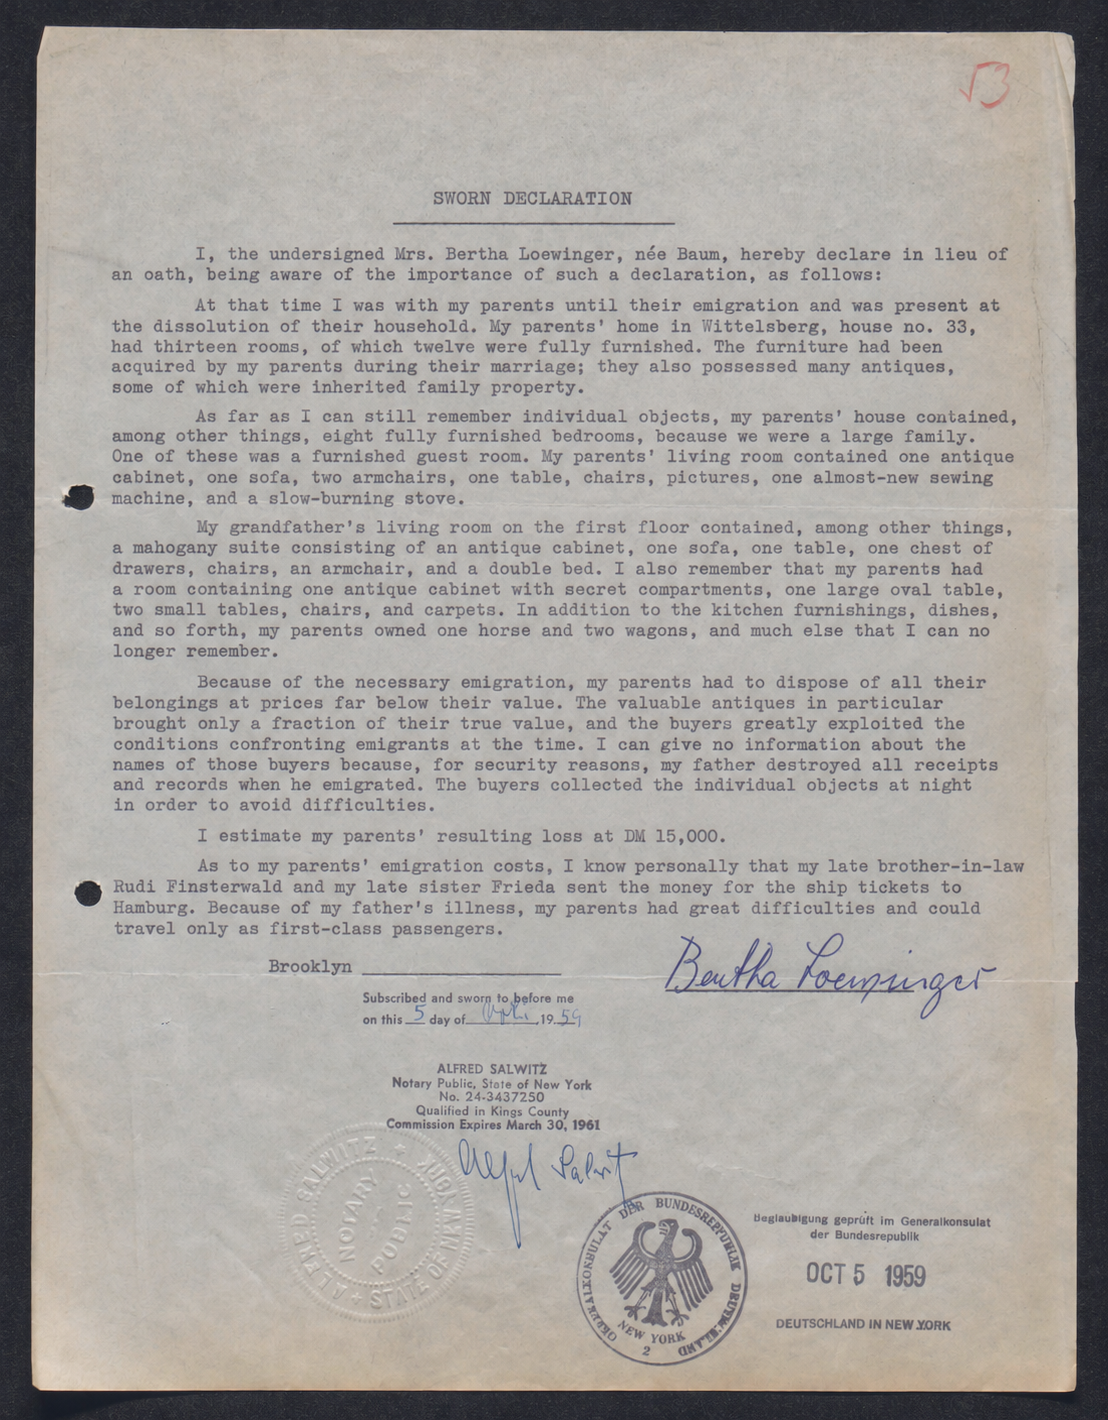 53
SWORN DECLARATION
I, the undersigned Mrs. Bertha Loewinger, née Baum, hereby declare in lieu of
an oath, being aware of the importance of such a declaration, as follows:
At that time I was with my parents until their emigration and was present at
the dissolution of their household. My parents' home in Wittelsberg, house no. 33,
had thirteen rooms, of which twelve were fully furnished. The furniture had been
acquired by my parents during their marriage; they also possessed many antiques,
some of which were inherited family property.
As far as I can still remember individual objects, my parents' house contained,
among other things, eight fully furnished bedrooms, because we were a large family.
One of these was a furnished guest room. My parents' living room contained one antique
cabinet, one sofa, two armchairs, one table, chairs, pictures, one almost-new sewing
machine, and a slow-burning stove.
My grandfather's living room on the first floor contained, among other things,
a mahogany suite consisting of an antique cabinet, one sofa, one table, one chest of
drawers, chairs, an armchair, and a double bed. I also remember that my parents had
a room containing one antique cabinet with secret compartments, one large oval table,
two small tables, chairs, and carpets. In addition to the kitchen furnishings, dishes,
and so forth, my parents owned one horse and two wagons, and much else that I can no
longer remember.
Because of the necessary emigration, my parents had to dispose of all their
belongings at prices far below their value. The valuable antiques in particular
brought only a fraction of their true value, and the buyers greatly exploited the
conditions confronting emigrants at the time. I can give no information about the
names of those buyers because, for security reasons, my father destroyed all receipts
and records when he emigrated. The buyers collected the individual objects at night
in order to avoid difficulties.
I estimate my parents' resulting loss at DM 15,000.
As to my parents' emigration costs, I know personally that my late brother-in-law
Rudi Finsterwald and my late sister Frieda sent the money for the ship tickets to
Hamburg. Because of my father's illness, my parents had great difficulties and could
travel only as first-class passengers.
Brooklyn
Bertha Loewinger
Subscribed and sworn to before me
on this 5 day of 1959
ALFRED SALWITZ
Notary Public, State of New York
No. 24-3437250
Qualified in Kings County
Commission Expires March 30, 1961
Alfred Salwitz
ALFRED SALWITZ
NOTARY PUBLIC
STATE OF NEW YORK
DER BUNDESREPUBLIK
NEW YORK
2
Beglaubigung geprüft im Generalkonsulat
der Bundesrepublik
OCT 5 1959
DEUTSCHLAND IN NEW YORK